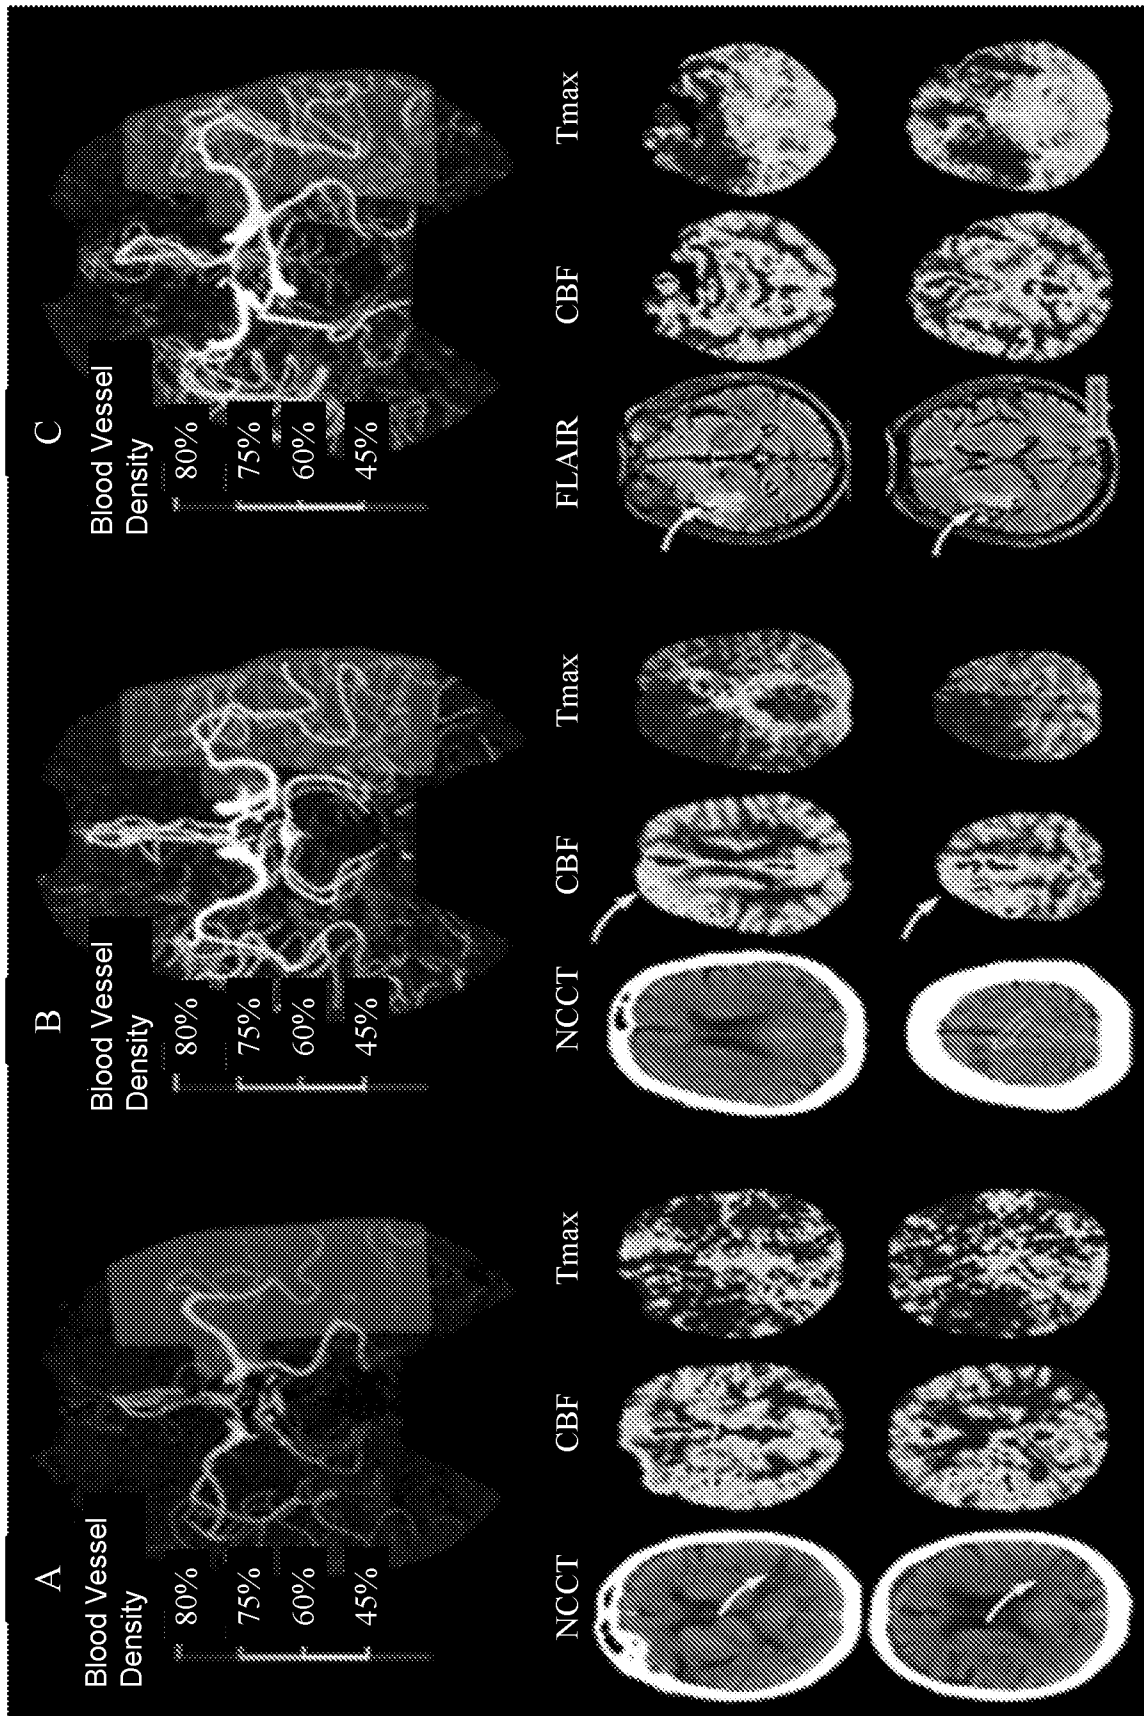 A
Blood Vessel
Density
80%
75%
60%
45%
NCCT
CBF
Tmax
B
Blood Vessel
Density
80%
75%
60%
45%
NCCT
CBF
Tmax
C
Blood Vessel
Density
80%
75%
60%
45%
FLAIR
CBF
Tmax